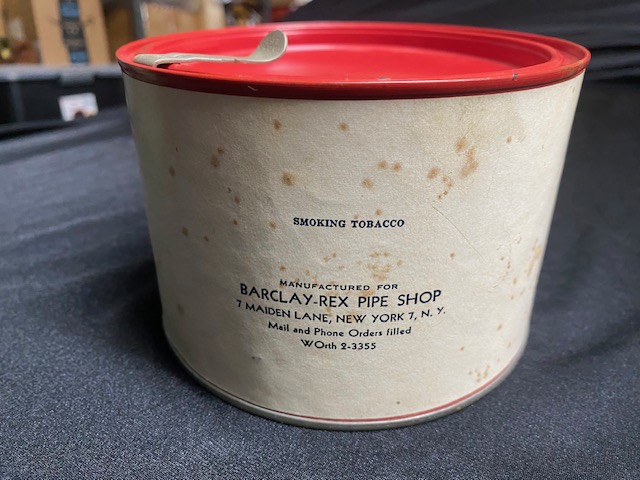 SMOKING TOBACCO
MANUFACTURED FOR
BARCLAY-REX PIPE SHOP
7 MAIDEN LANE, NEW YORK 7, N. Y.
Mail and Phone Orders filled
WOrth 2-3355